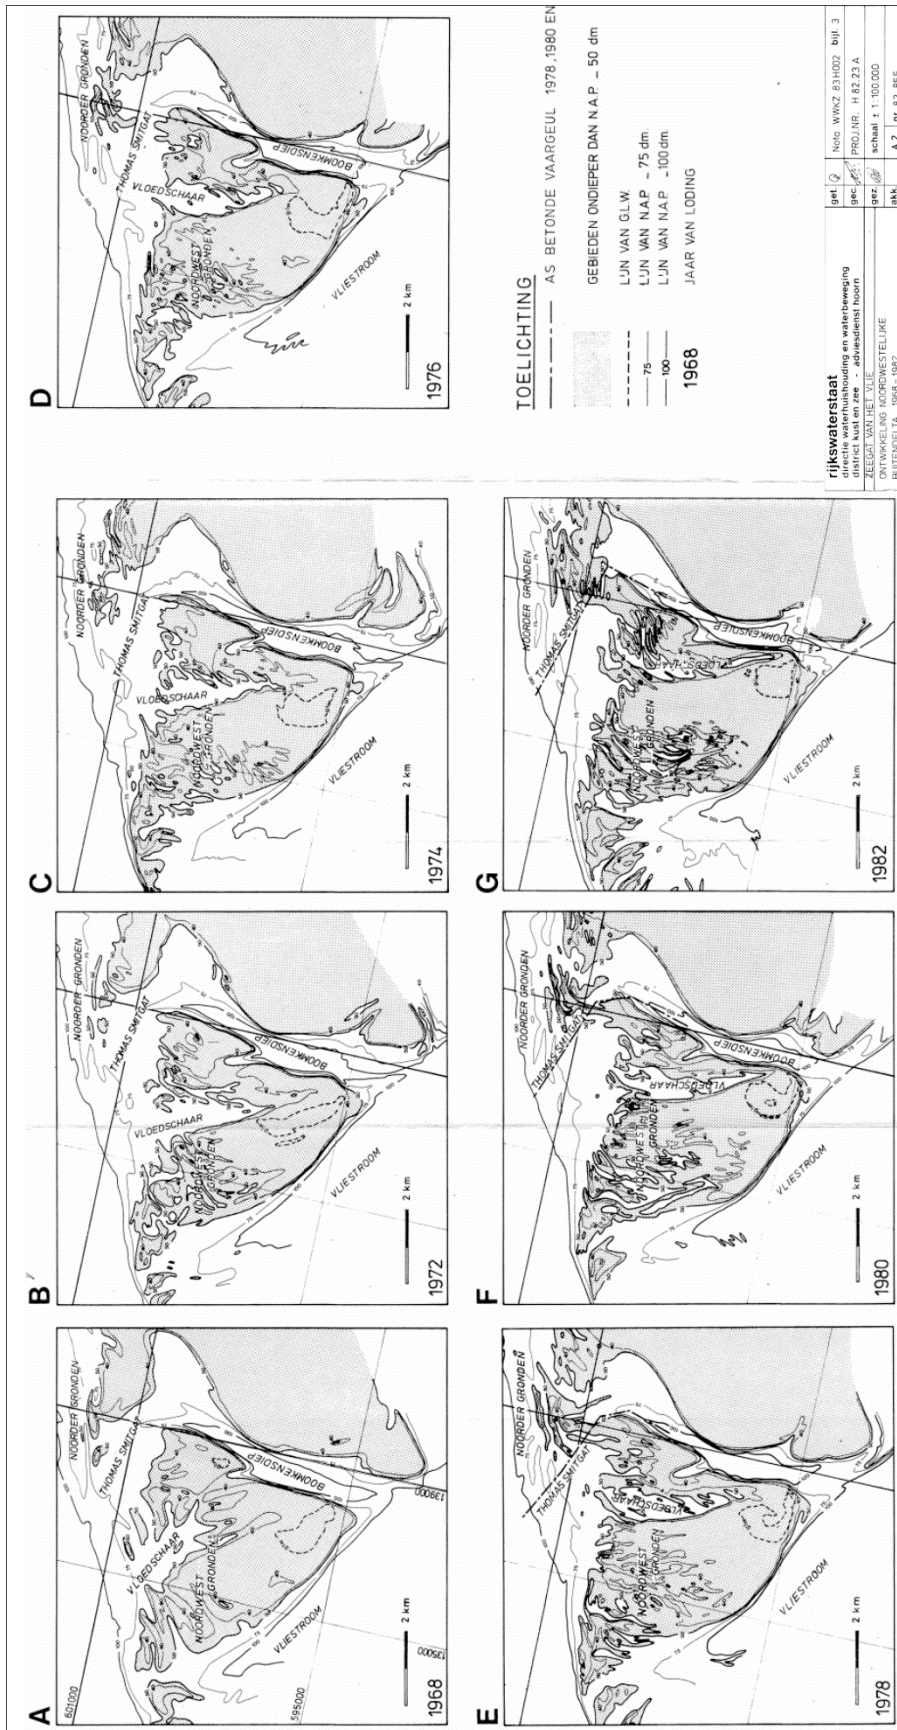 A
601000
NOORDER GRONDEN
THOMAS SMITGAT
VLOEDSCHAAR
NOORDWEST
GRONDEN
BOOMKENSDIEP
VLIESTROOM
595000
135000
139000
2 km
1968
B
NOORDER GRONDEN
THOMAS SMITGAT
VLOEDSCHAAR
NOORDWEST
GRONDEN
BOOMKENSDIEP
VLIESTROOM
2 km
1972
C
NOORDER GRONDEN
THOMAS SMITGAT
VLOEDSCHAAR
NOORDWEST
GRONDEN
BOOMKENSDIEP
VLIESTROOM
2 km
1974
D
NOORDER GRONDEN
THOMAS SMITGAT
VLOEDSCHAAR
NOORDWEST
GRONDEN
BOOMKENSDIEP
VLIESTROOM
2 km
1976
E
NOORDER GRONDEN
THOMAS SMITGAT
VLOEDSCHAAR
NOORDWEST
GRONDEN
VLIESTROOM
2 km
1978
F
NOORDER GRONDEN
THOMAS SMITGAT
VLOEDSCHAAR
NOORDWEST
GRONDEN
BOOMKENSDIEP
VLIESTROOM
2 km
1980
G
NOORDER GRONDEN
THOMAS SMITGAT
VLOEDSCHAAR
NOORDWEST
GRONDEN
BOOMKENSDIEP
VLIESTROOM
2 km
1982
TOELICHTING
AS BETONDE VAARGEUL 1978,1980 EN
GEBIEDEN ONDIEPER DAN N.A.P. - 50 dm
LIJN VAN G.L.W.
75 LIJN VAN N.A.P. - 75 dm.
100 LIJN VAN N.A.P. -100 dm.
1968 JAAR VAN LODING
rijkswaterstaat
directie waterhuishouding en waterbeweging
district kust en zee - adviesdienst hoorn
ZEEGAT VAN HET VLIE
ONTWIKKELING NOORDWESTELIJKE
BUITENDELTA 1968 - 1982
get. Nota WWKZ 83H002 bijl. 3
gec. PROJ.NR. H 82.23 A
gez. schaal ± 1:100.000
akk. A 2